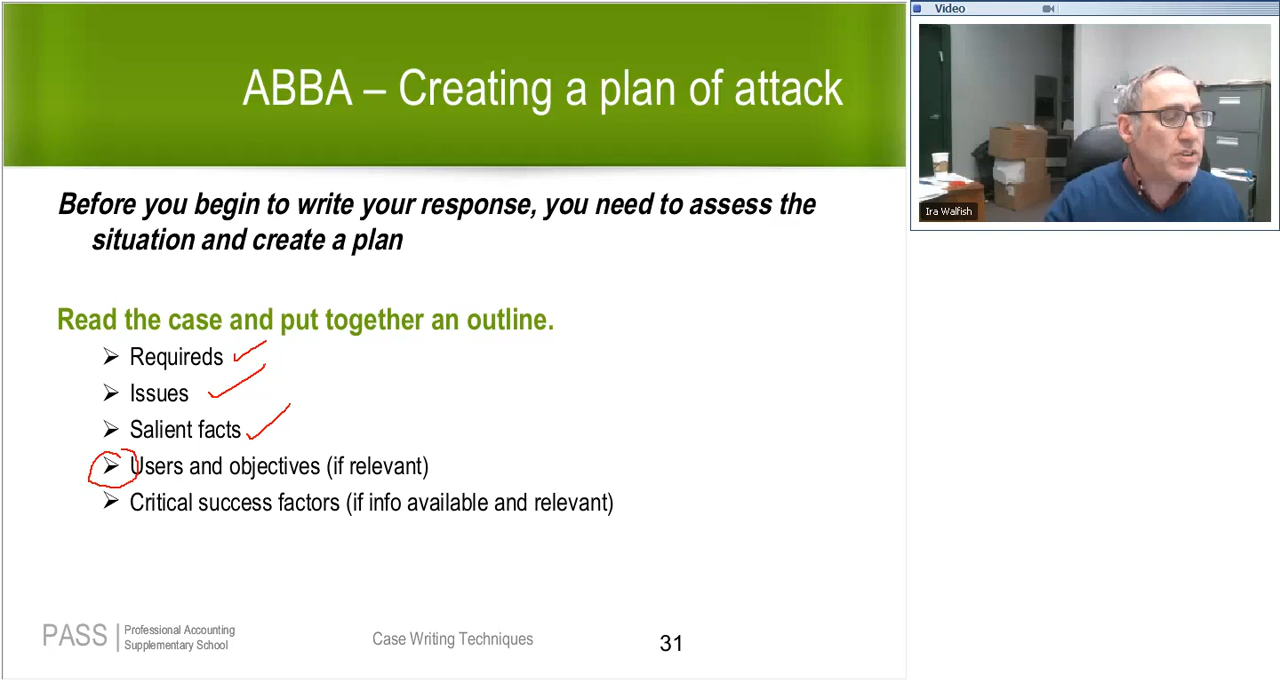 ABBA – Creating a plan of attack
Before you begin to write your response, you need to assess the
situation and create a plan
Read the case and put together an outline.
➢ Requireds
➢ Issues
➢ Salient facts
➢ Users and objectives (if relevant)
➢ Critical success factors (if info available and relevant)
PASS | Professional Accounting
Supplementary School
Case Writing Techniques
31
Video
Ira Walfish